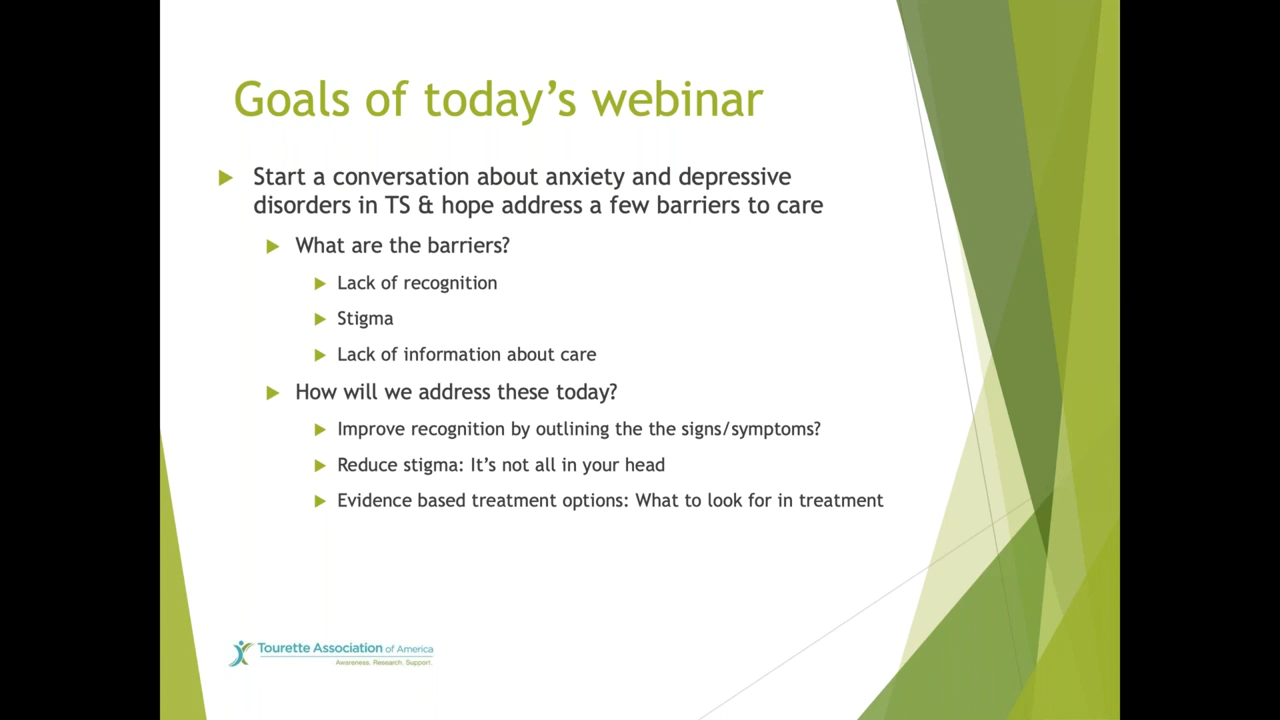 Goals of today's webinar
Start a conversation about anxiety and depressive
disorders in TS & hope address a few barriers to care
What are the barriers?
Lack of recognition
Stigma
Lack of information about care
How will we address these today?
Improve recognition by outlining the the signs/symptoms?
Reduce stigma: It's not all in your head
Evidence based treatment options: What to look for in treatment
Tourette Association of America
Awareness. Research. Support.